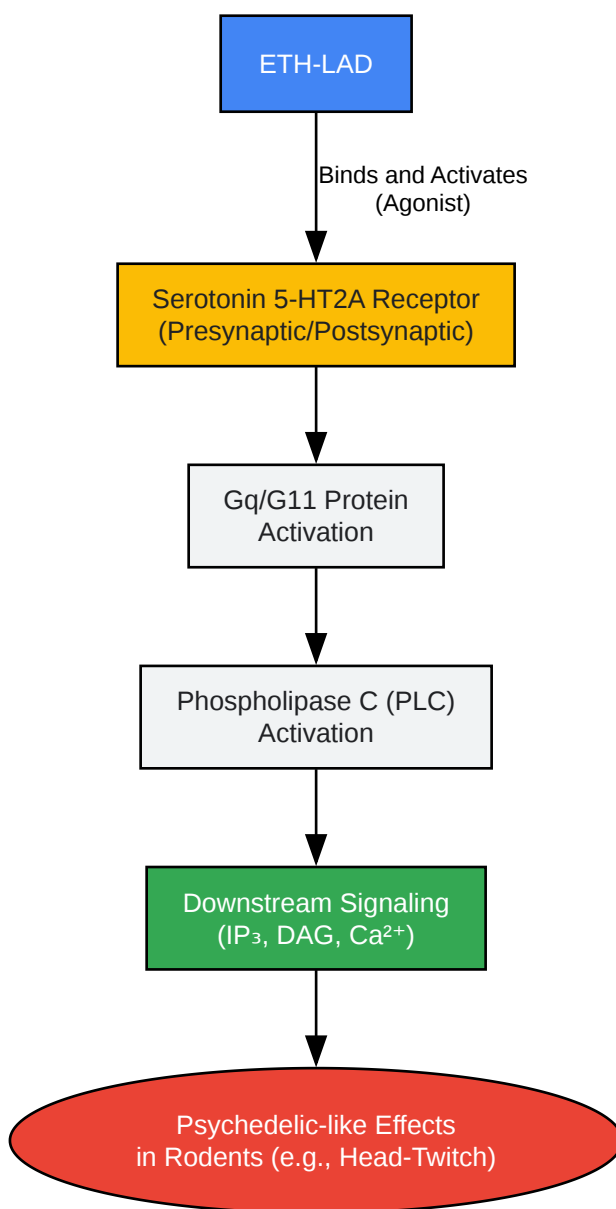 ETH-LAD
Binds and Activates
(Agonist)
Serotonin 5-HT2A Receptor
(Presynaptic/Postsynaptic)
Gq/G11 Protein
Activation
Phospholipase C (PLC)
Activation
Downstream Signaling
(IP₃, DAG, Ca²⁺)
Psychedelic-like Effects
in Rodents (e.g., Head-Twitch)